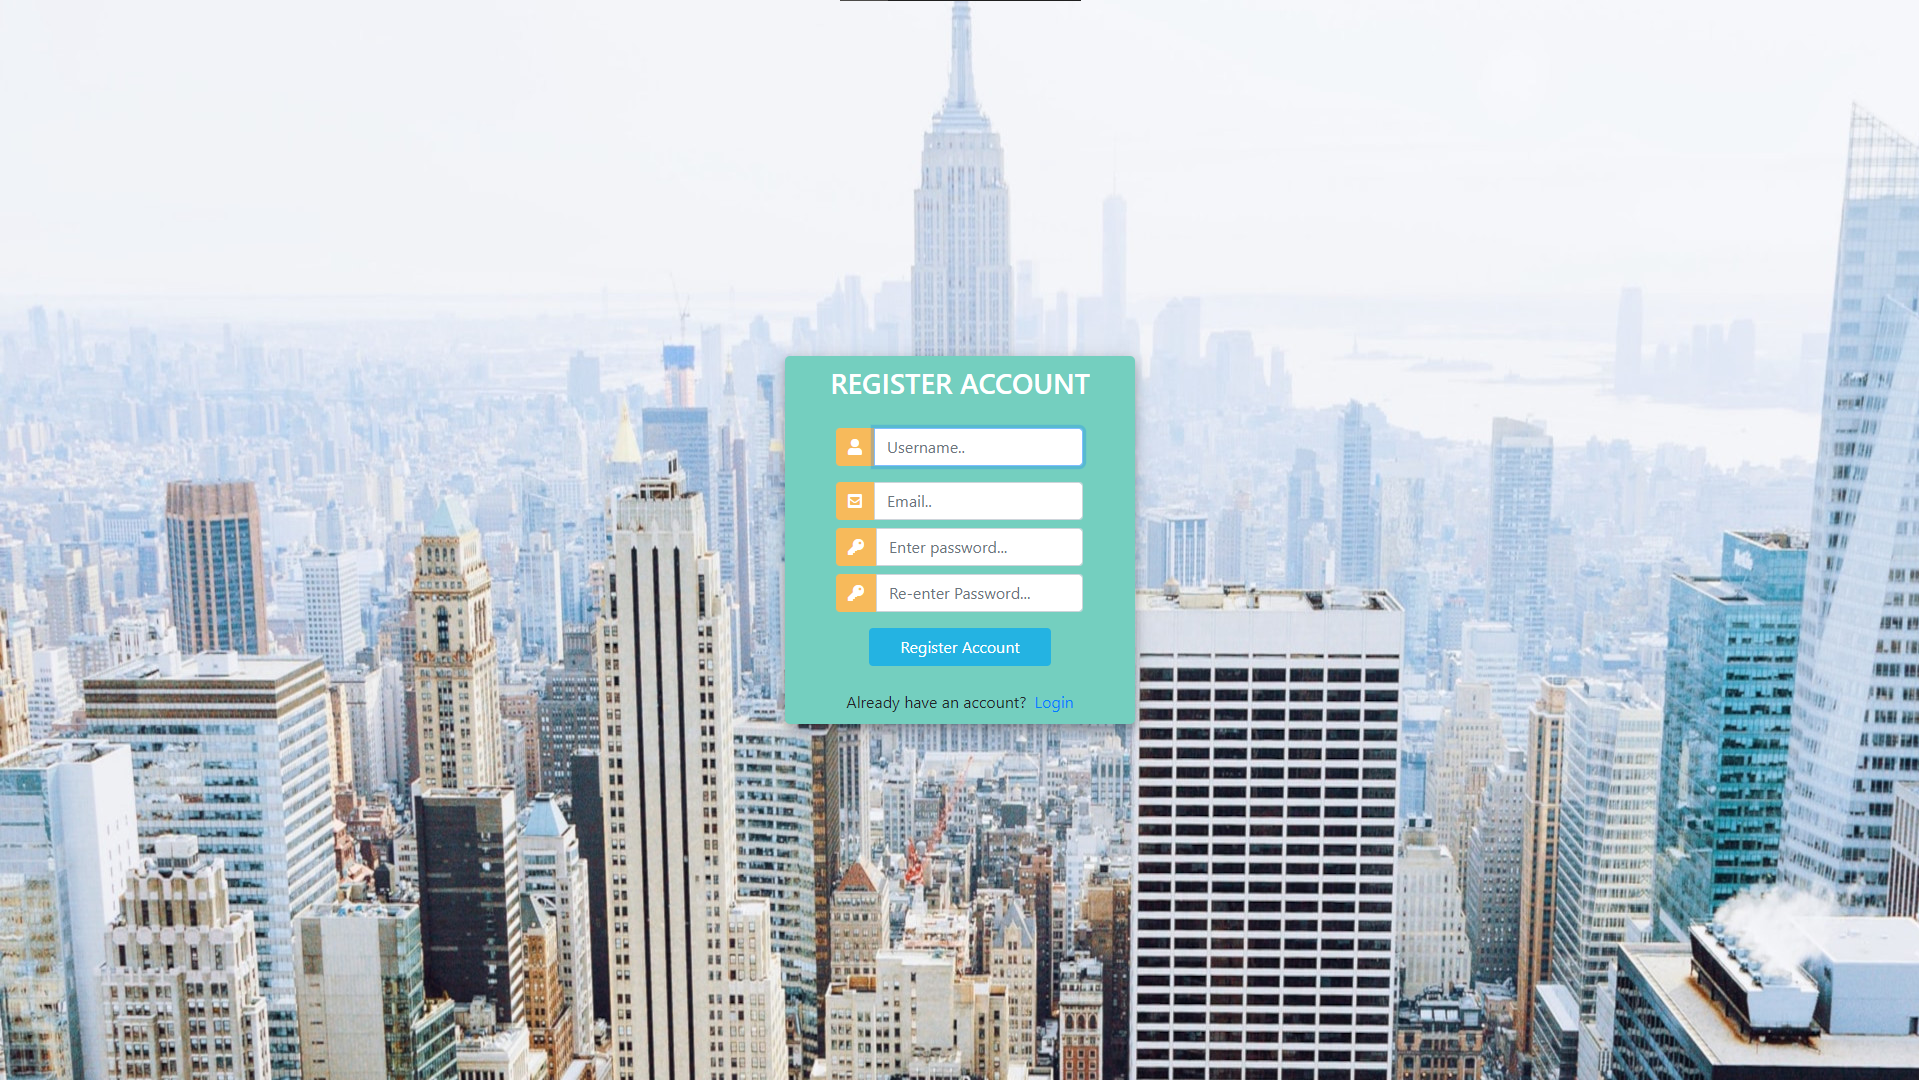 REGISTER ACCOUNT
Username..
Email..
Enter password...
Re-enter Password...
Register Account
Already have an account? Login